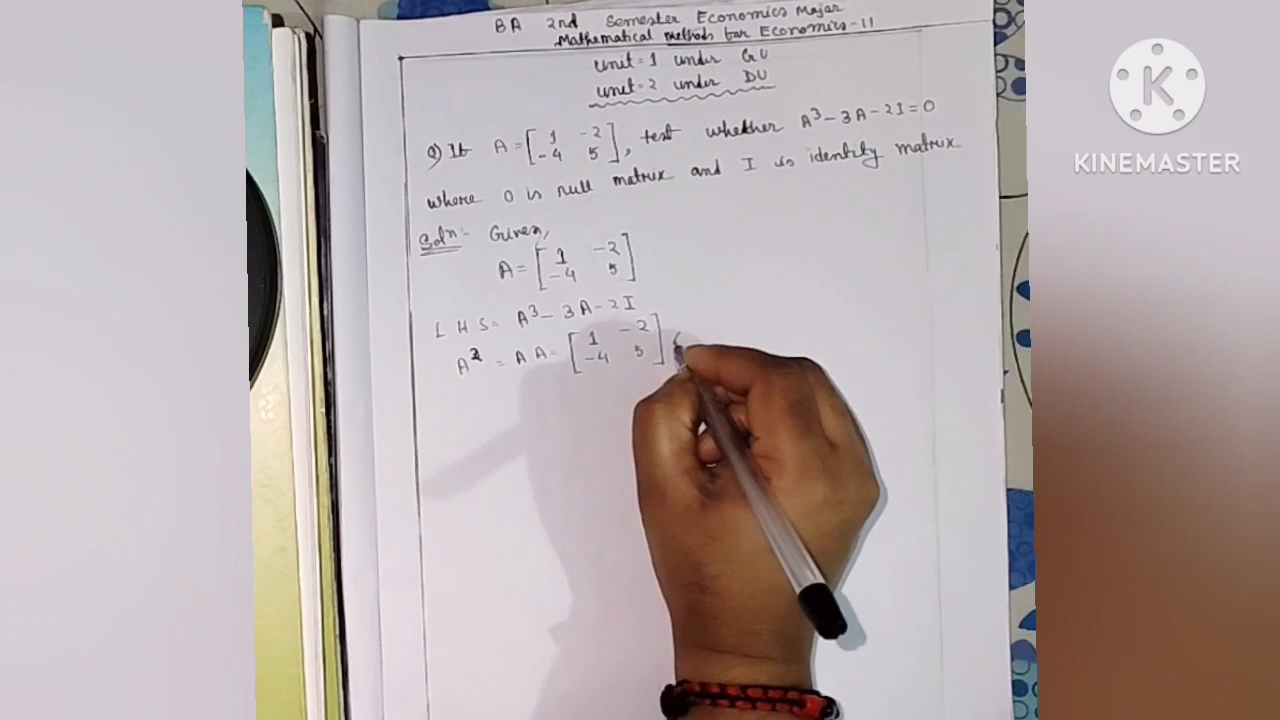 BA 2nd Semester Economics Major
Mathematical methods for Economics-II
Unit=1 under GU
Unit=2 under DU
Q) If A = [1 -2 -4 5], test whether A³ - 3A - 2I = 0
where 0 is null matrix and I is identity matrix
Solⁿ:- Given,
A = [1 -2 -4 5]
LHS = A³ - 3A - 2I
A² = AA = [1 -2 -4 5]
K
KINEMASTER